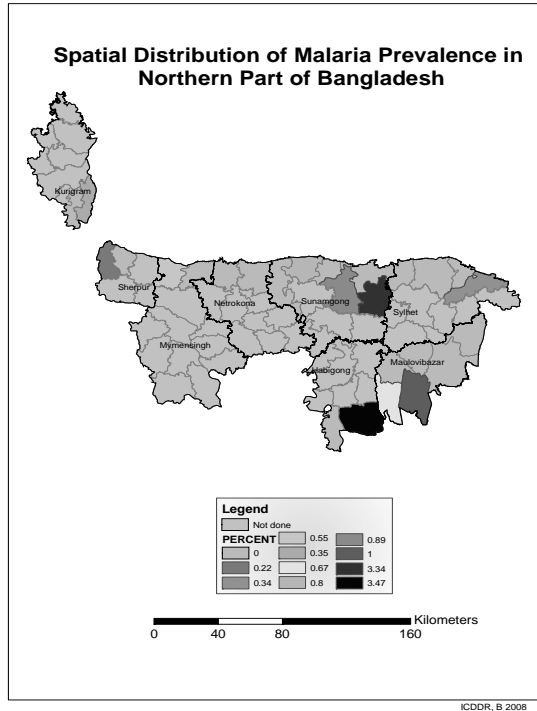 Spatial Distribution of Malaria Prevalence in
Northern Part of Bangladesh
Kurigram
Sherpur
Netrokona
Sunamgong
Sylhet
Mymensingh
Habigong
Maulovibazar
Legend
Not done
PERCENT
0
0.22
0.34
0.55
0.35
0.67
0.8
0.89
1
3.34
3.47
Kilometers
0 40 80 160
ICDDR, B 2008